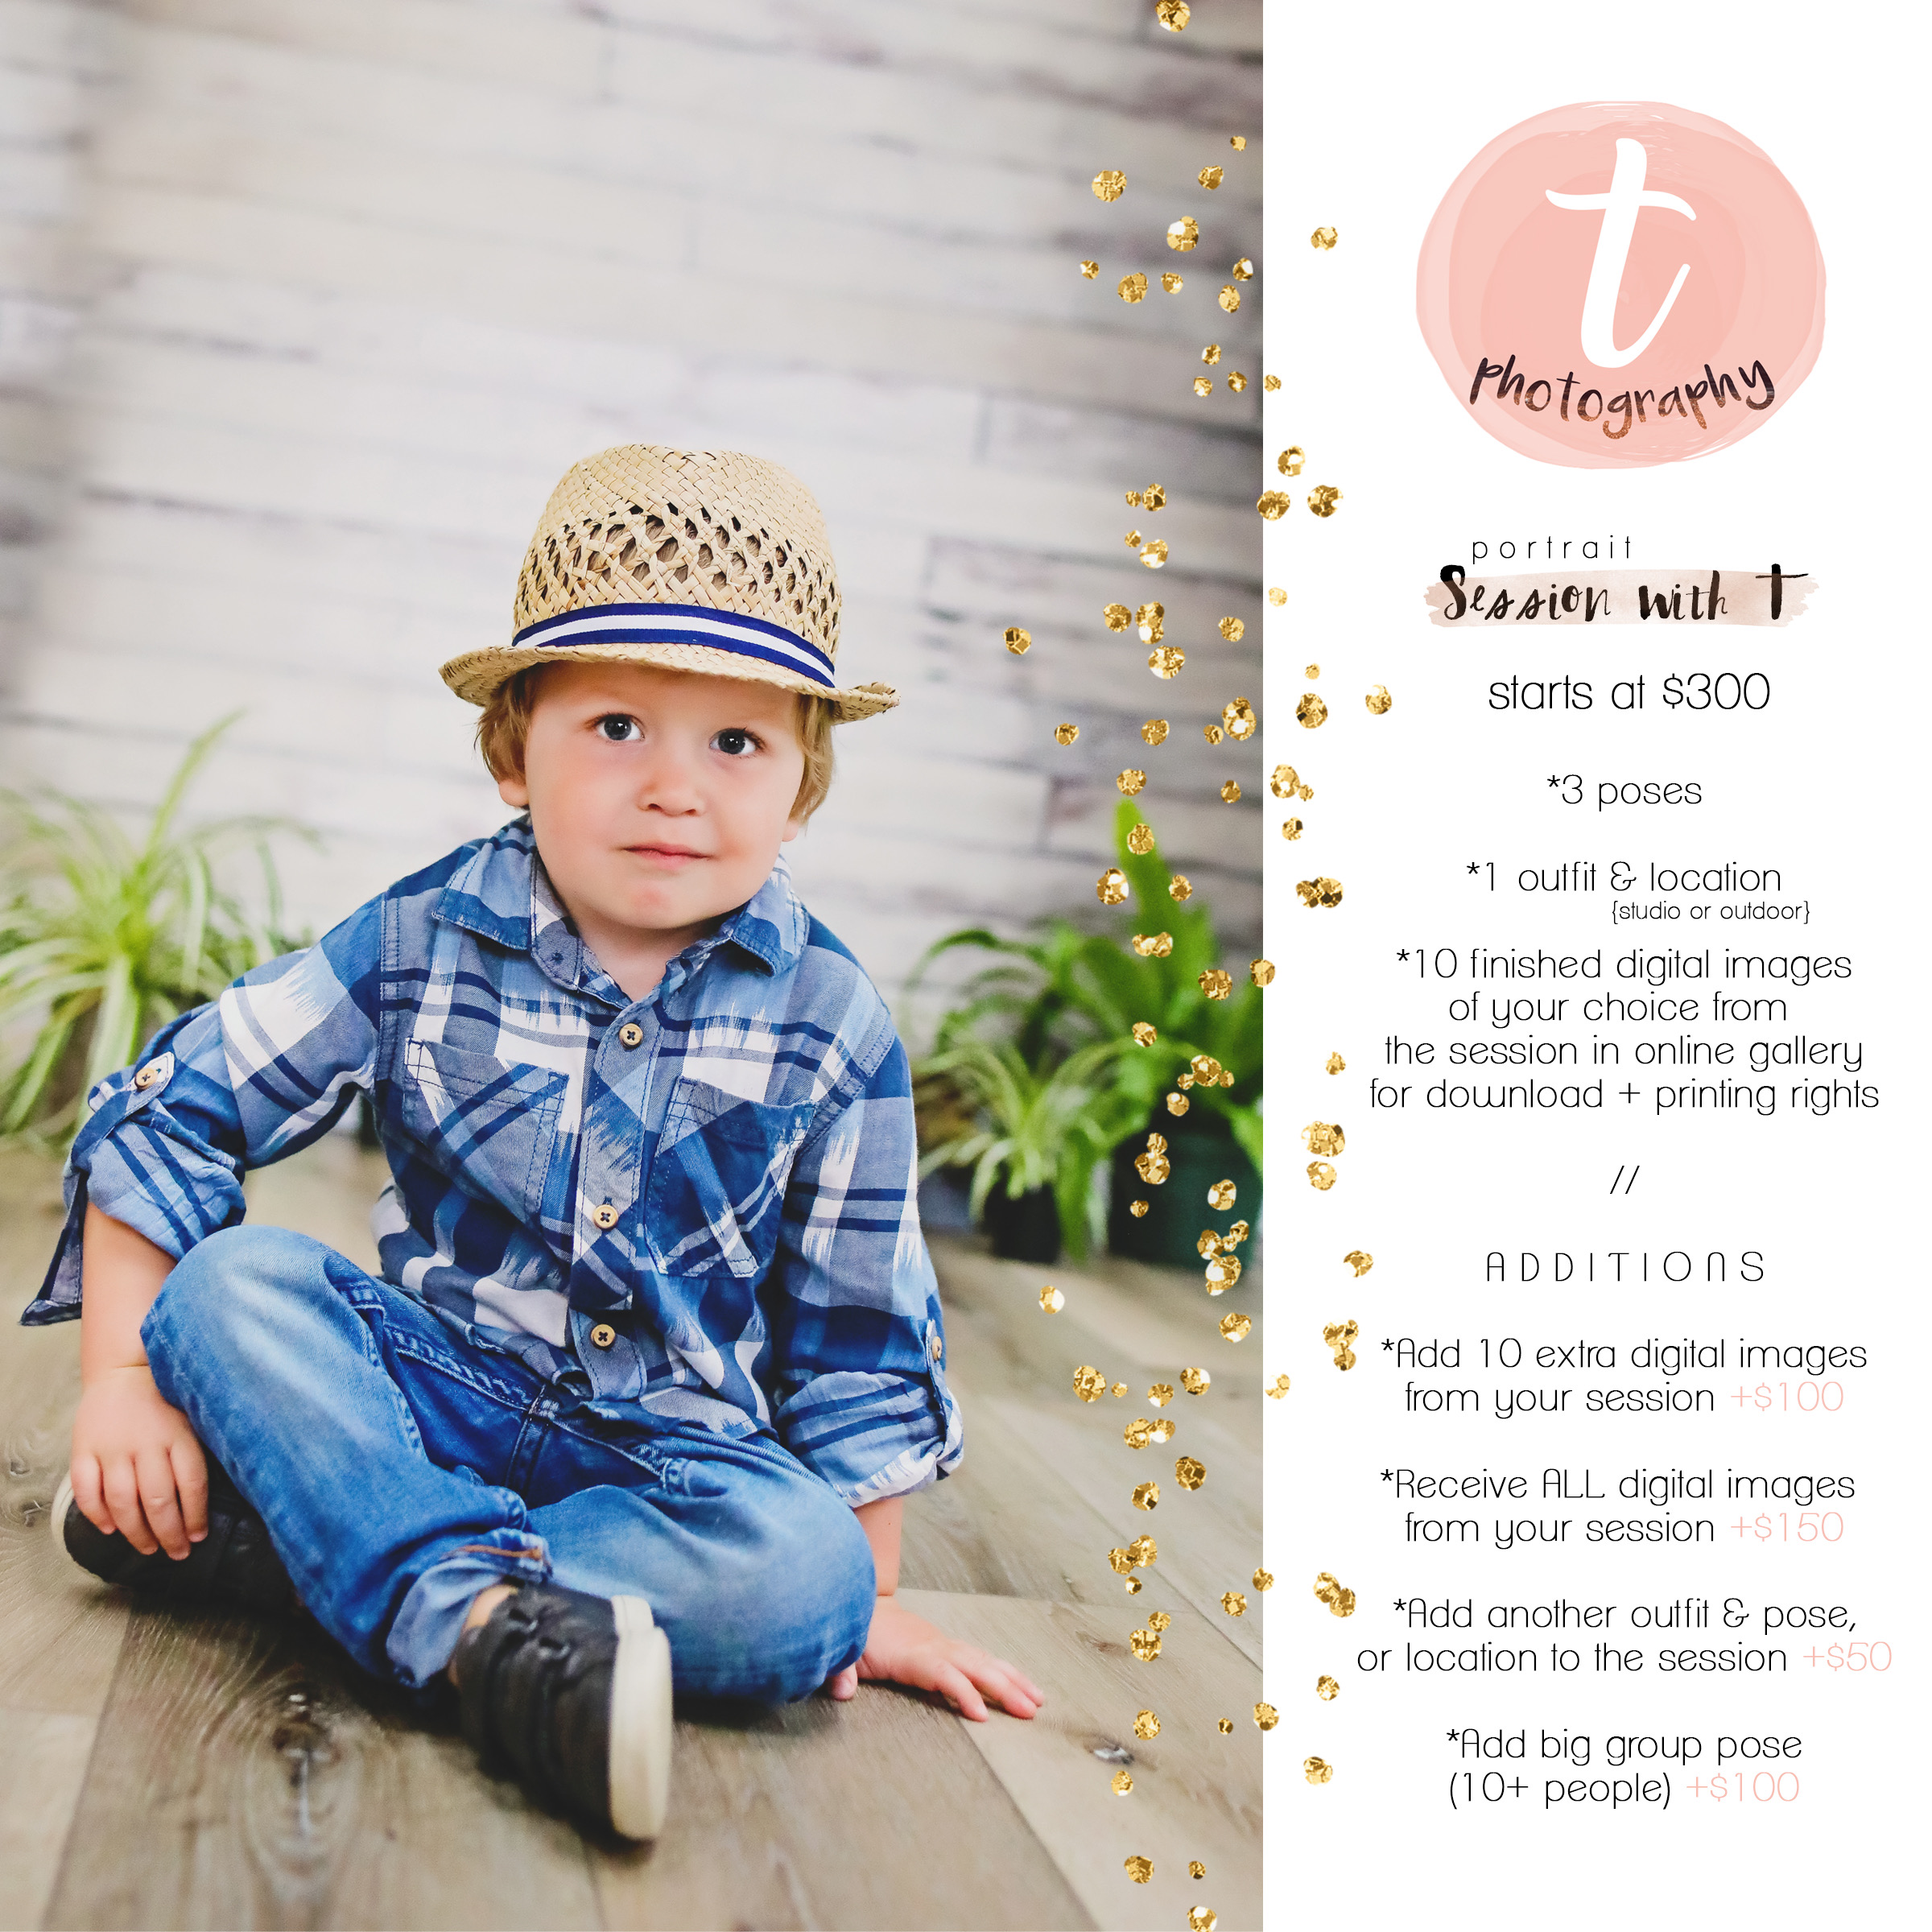 t
photography
portrait
Session with T
starts at $300
*3 poses
*1 outfit & location
{studio or outdoor}
*10 finished digital images
of your choice from
the session in online gallery
for download + printing rights
//
ADDITIONS
*Add 10 extra digital images
from your session +$100
*Receive ALL digital images
from your session +$150
*Add another outfit & pose,
or location to the session +$50
*Add big group pose
(10+ people) +$100